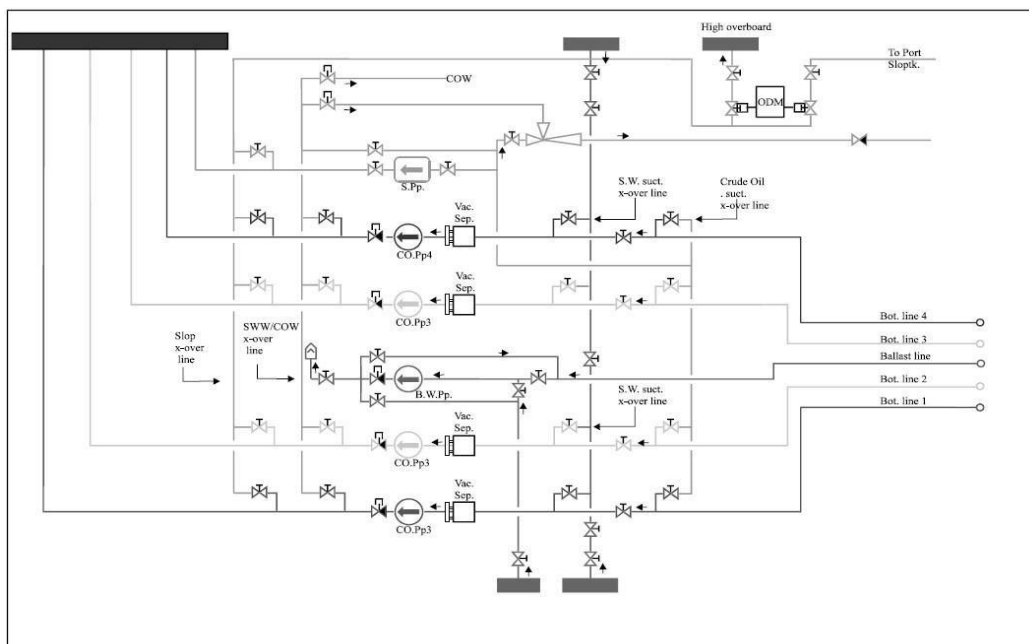 High overboard
To Port
Sloptk.
COW
ODM
S.Pp.
S.W. suct.
x-over line
Crude Oil
. suct.
x-over line
Vac.
Sep.
CO.Pp4
Vac.
Sep.
CO.Pp3
Bot. line 4
Bot. line 3
Slop
x-over
line
SWW/COW
x-over
line
Ballast line
B.W.Pp.
S.W. suct.
x-over line
Bot. line 2
Bot. line 1
Vac.
Sep.
CO.Pp3
Vac.
Sep.
CO.Pp3